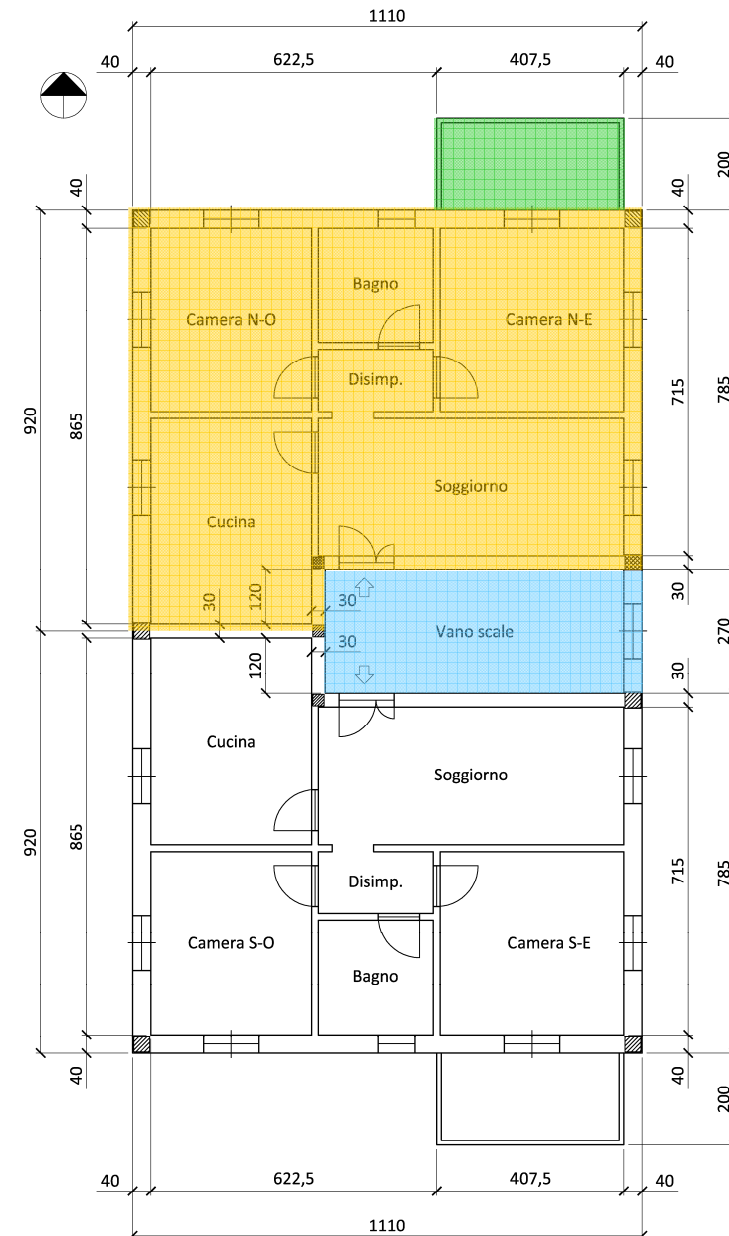 1110
40
622,5
407,5
40
200
40
40
Bagno
Camera N-O
Camera N-E
Disimp.
715
785
920
865
Soggiorno
Cucina
30
120
30
30
Vano scale
270
30
120
30
Cucina
Soggiorno
920
865
715
785
Disimp.
Camera S-O
Camera S-E
Bagno
40
40
200
40
622,5
407,5
40
1110